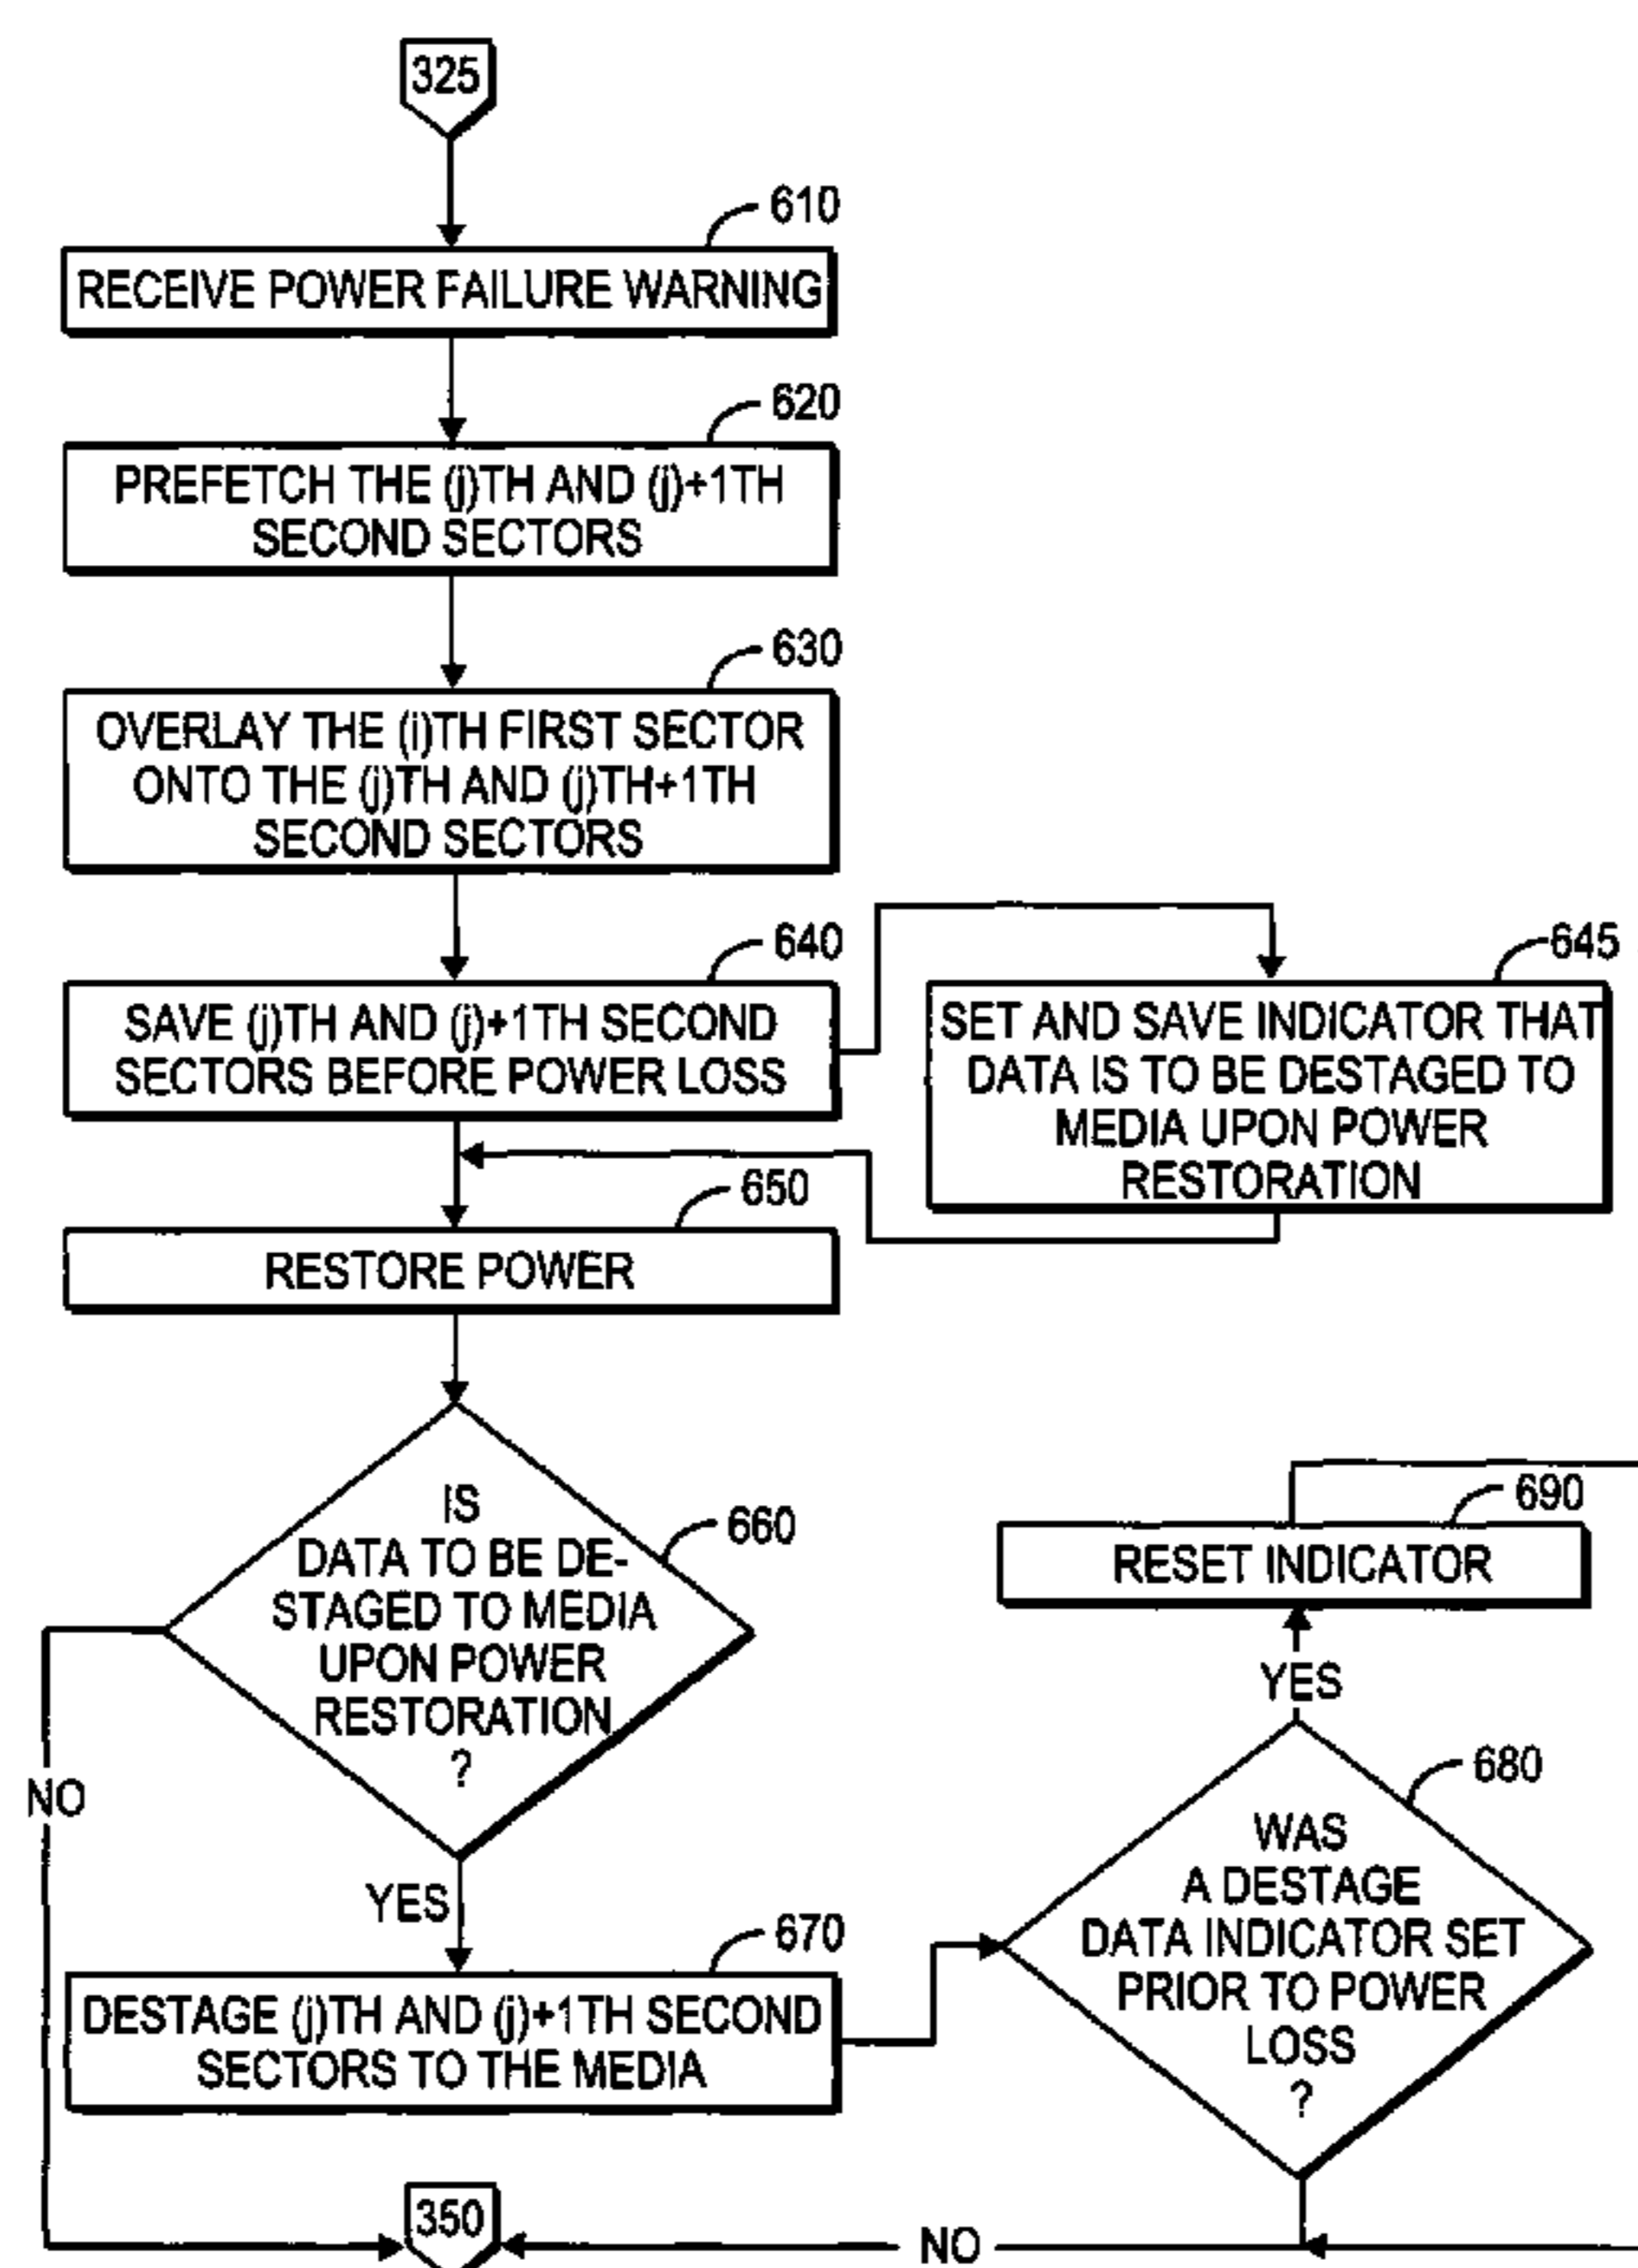 325
610
RECEIVE POWER FAILURE WARNING
620
PREFETCH THE (j)TH AND (j)+1TH
SECOND SECTORS
630
OVERLAY THE (i)TH FIRST SECTOR
ONTO THE (j)TH AND (j)TH+1TH
SECOND SECTORS
640
SAVE (j)TH AND (j)+1TH SECOND
SECTORS BEFORE POWER LOSS
645
SET AND SAVE INDICATOR THAT
DATA IS TO BE DESTAGED TO
MEDIA UPON POWER
RESTORATION
650
RESTORE POWER
660
IS
DATA TO BE DE-
STAGED TO MEDIA
UPON POWER
RESTORATION
?
NO
YES
670
DESTAGE (j)TH AND (j)+1TH SECOND
SECTORS TO THE MEDIA
690
RESET INDICATOR
YES
680
WAS
A DESTAGE
DATA INDICATOR SET
PRIOR TO POWER
LOSS
?
NO
350